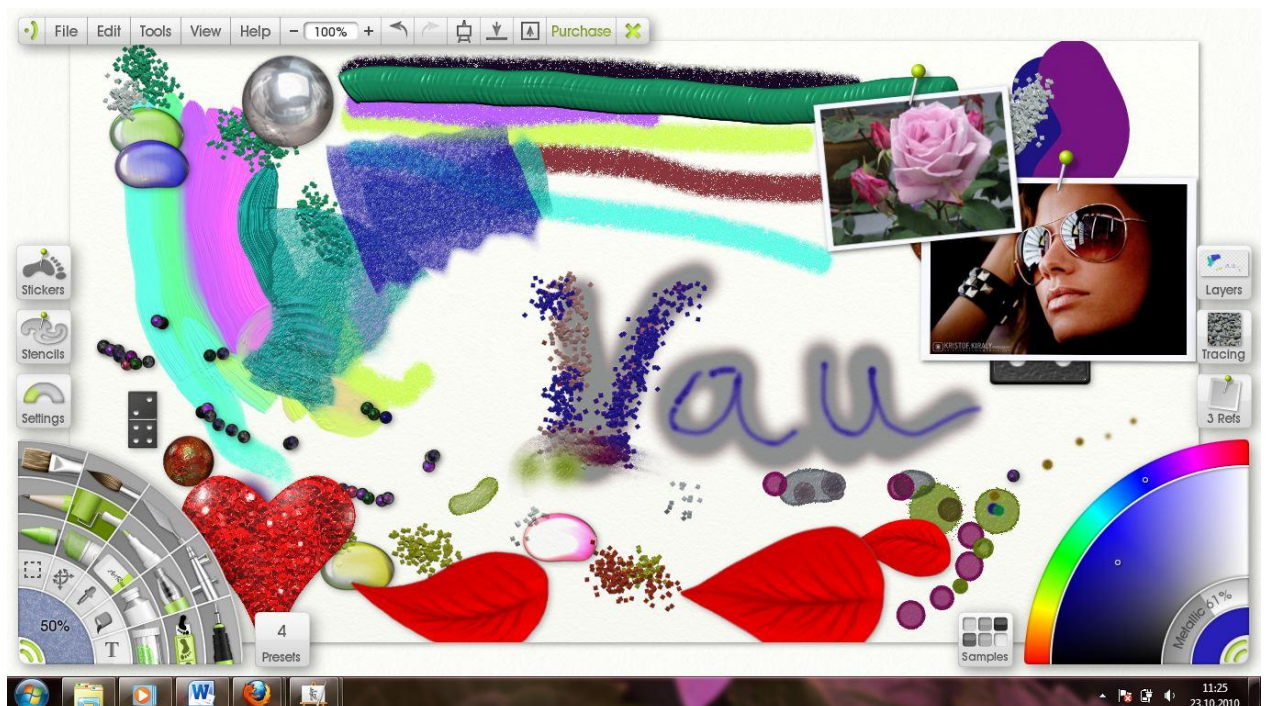 File Edit Tools View Help − 100% + Purchase
Stickers
Layers
Stencils
Tracing
KRISTOF KIRALY
Settings
3 Refs
Vau
50%
T
4
Presets
Samples
Metallic 61%
W
11:25
23.10.2010